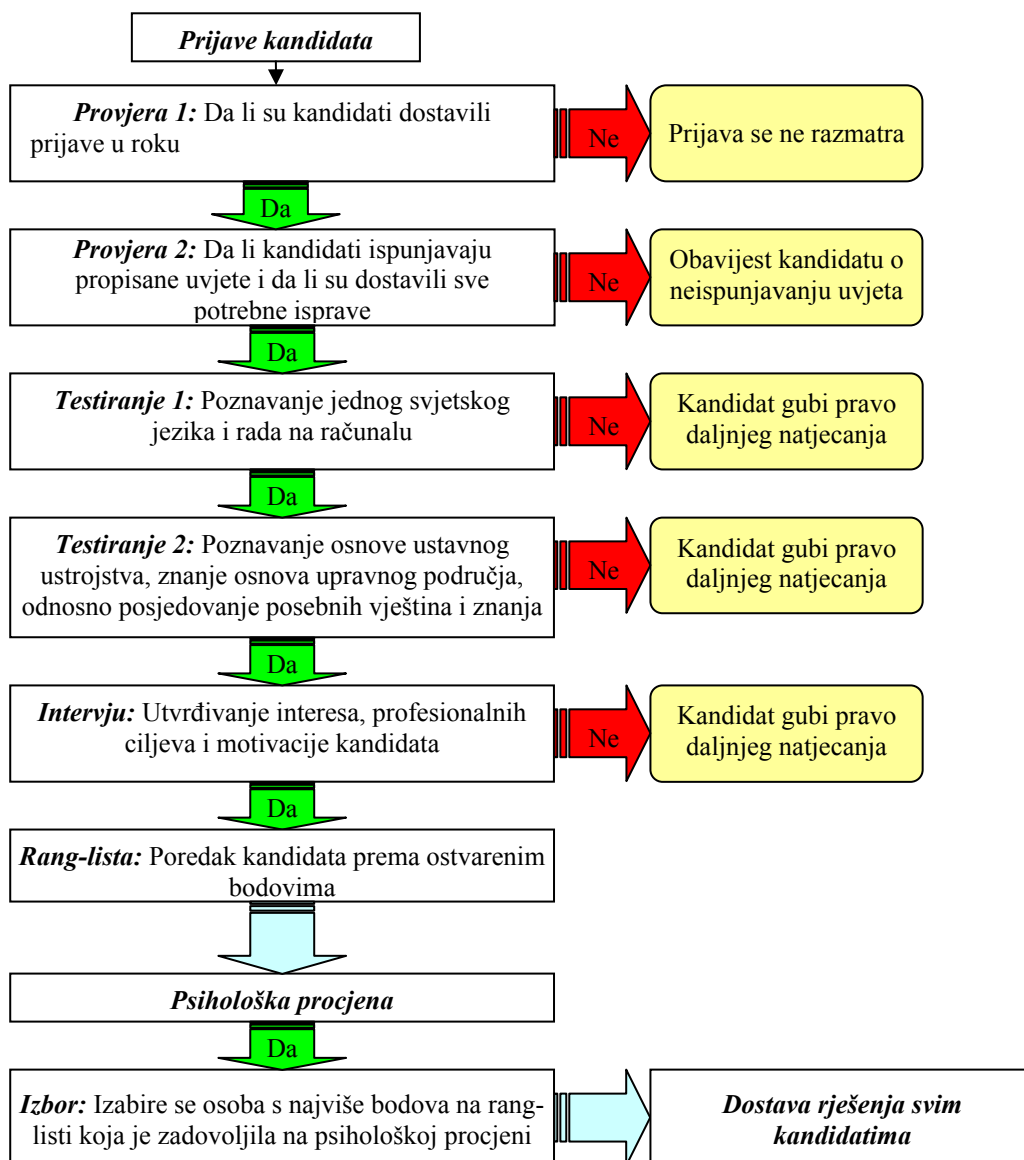 Prijave kandidata
Provjera 1: Da li su kandidati dostavili
prijave u roku
Ne
Prijava se ne razmatra
Da
Provjera 2: Da li kandidati ispunjavaju
propisane uvjete i da li su dostavili sve
potrebne isprave
Ne
Obavijest kandidatu o
neispunjavanju uvjeta
Da
Testiranje 1: Poznavanje jednog svjetskog
jezika i rada na računalu
Ne
Kandidat gubi pravo
daljnjeg natjecanja
Da
Testiranje 2: Poznavanje osnove ustavnog
ustrojstva, znanje osnova upravnog područja,
odnosno posjedovanje posebnih vještina i znanja
Ne
Kandidat gubi pravo
daljnjeg natjecanja
Da
Intervju: Utvrđivanje interesa, profesionalnih
ciljeva i motivacije kandidata
Ne
Kandidat gubi pravo
daljnjeg natjecanja
Da
Rang-lista: Poredak kandidata prema ostvarenim
bodovima
Psihološka procjena
Da
Izbor: Izabire se osoba s najviše bodova na rang-
listi koja je zadovoljila na psihološkoj procjeni
Dostava rješenja svim
kandidatima